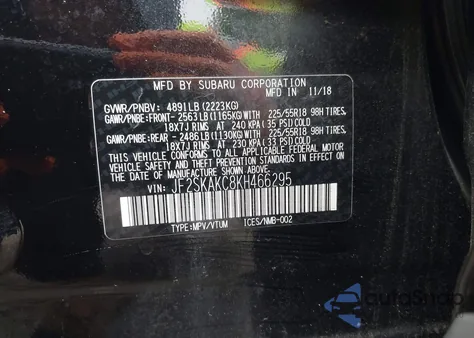 MFD BY SUBARU CORPORATION 11/18
GVWR/PNBV: 4891LB(2223KG)
GAWR/PNBE:FRONT- 2563LB(1165KG)WITH 225/55R18 98H TIRES,
18X7J RIMS AT 240 KPA(35 PSI)COLD
GAWR/PNBE:REAR -2486LB(1130KG)WITH 225/55R18 98H TIRES,
18X7J RIMS AT 230 KPA(33 PSI)COLD
THIS VEHICLE CONFORMS TO ALL APPLICABLE FEDERAL MOTOR
VEHICLE SAFETY AND THEFT PREVENTION STANDARDS IN EFFECT ON
THE DATE OF MANUFACTURE SHOWN ABOVE.
VIN: JF2SKAKC8KH466295
TYPE:MPV/VTUM ICES/NMB-002
autoSnap